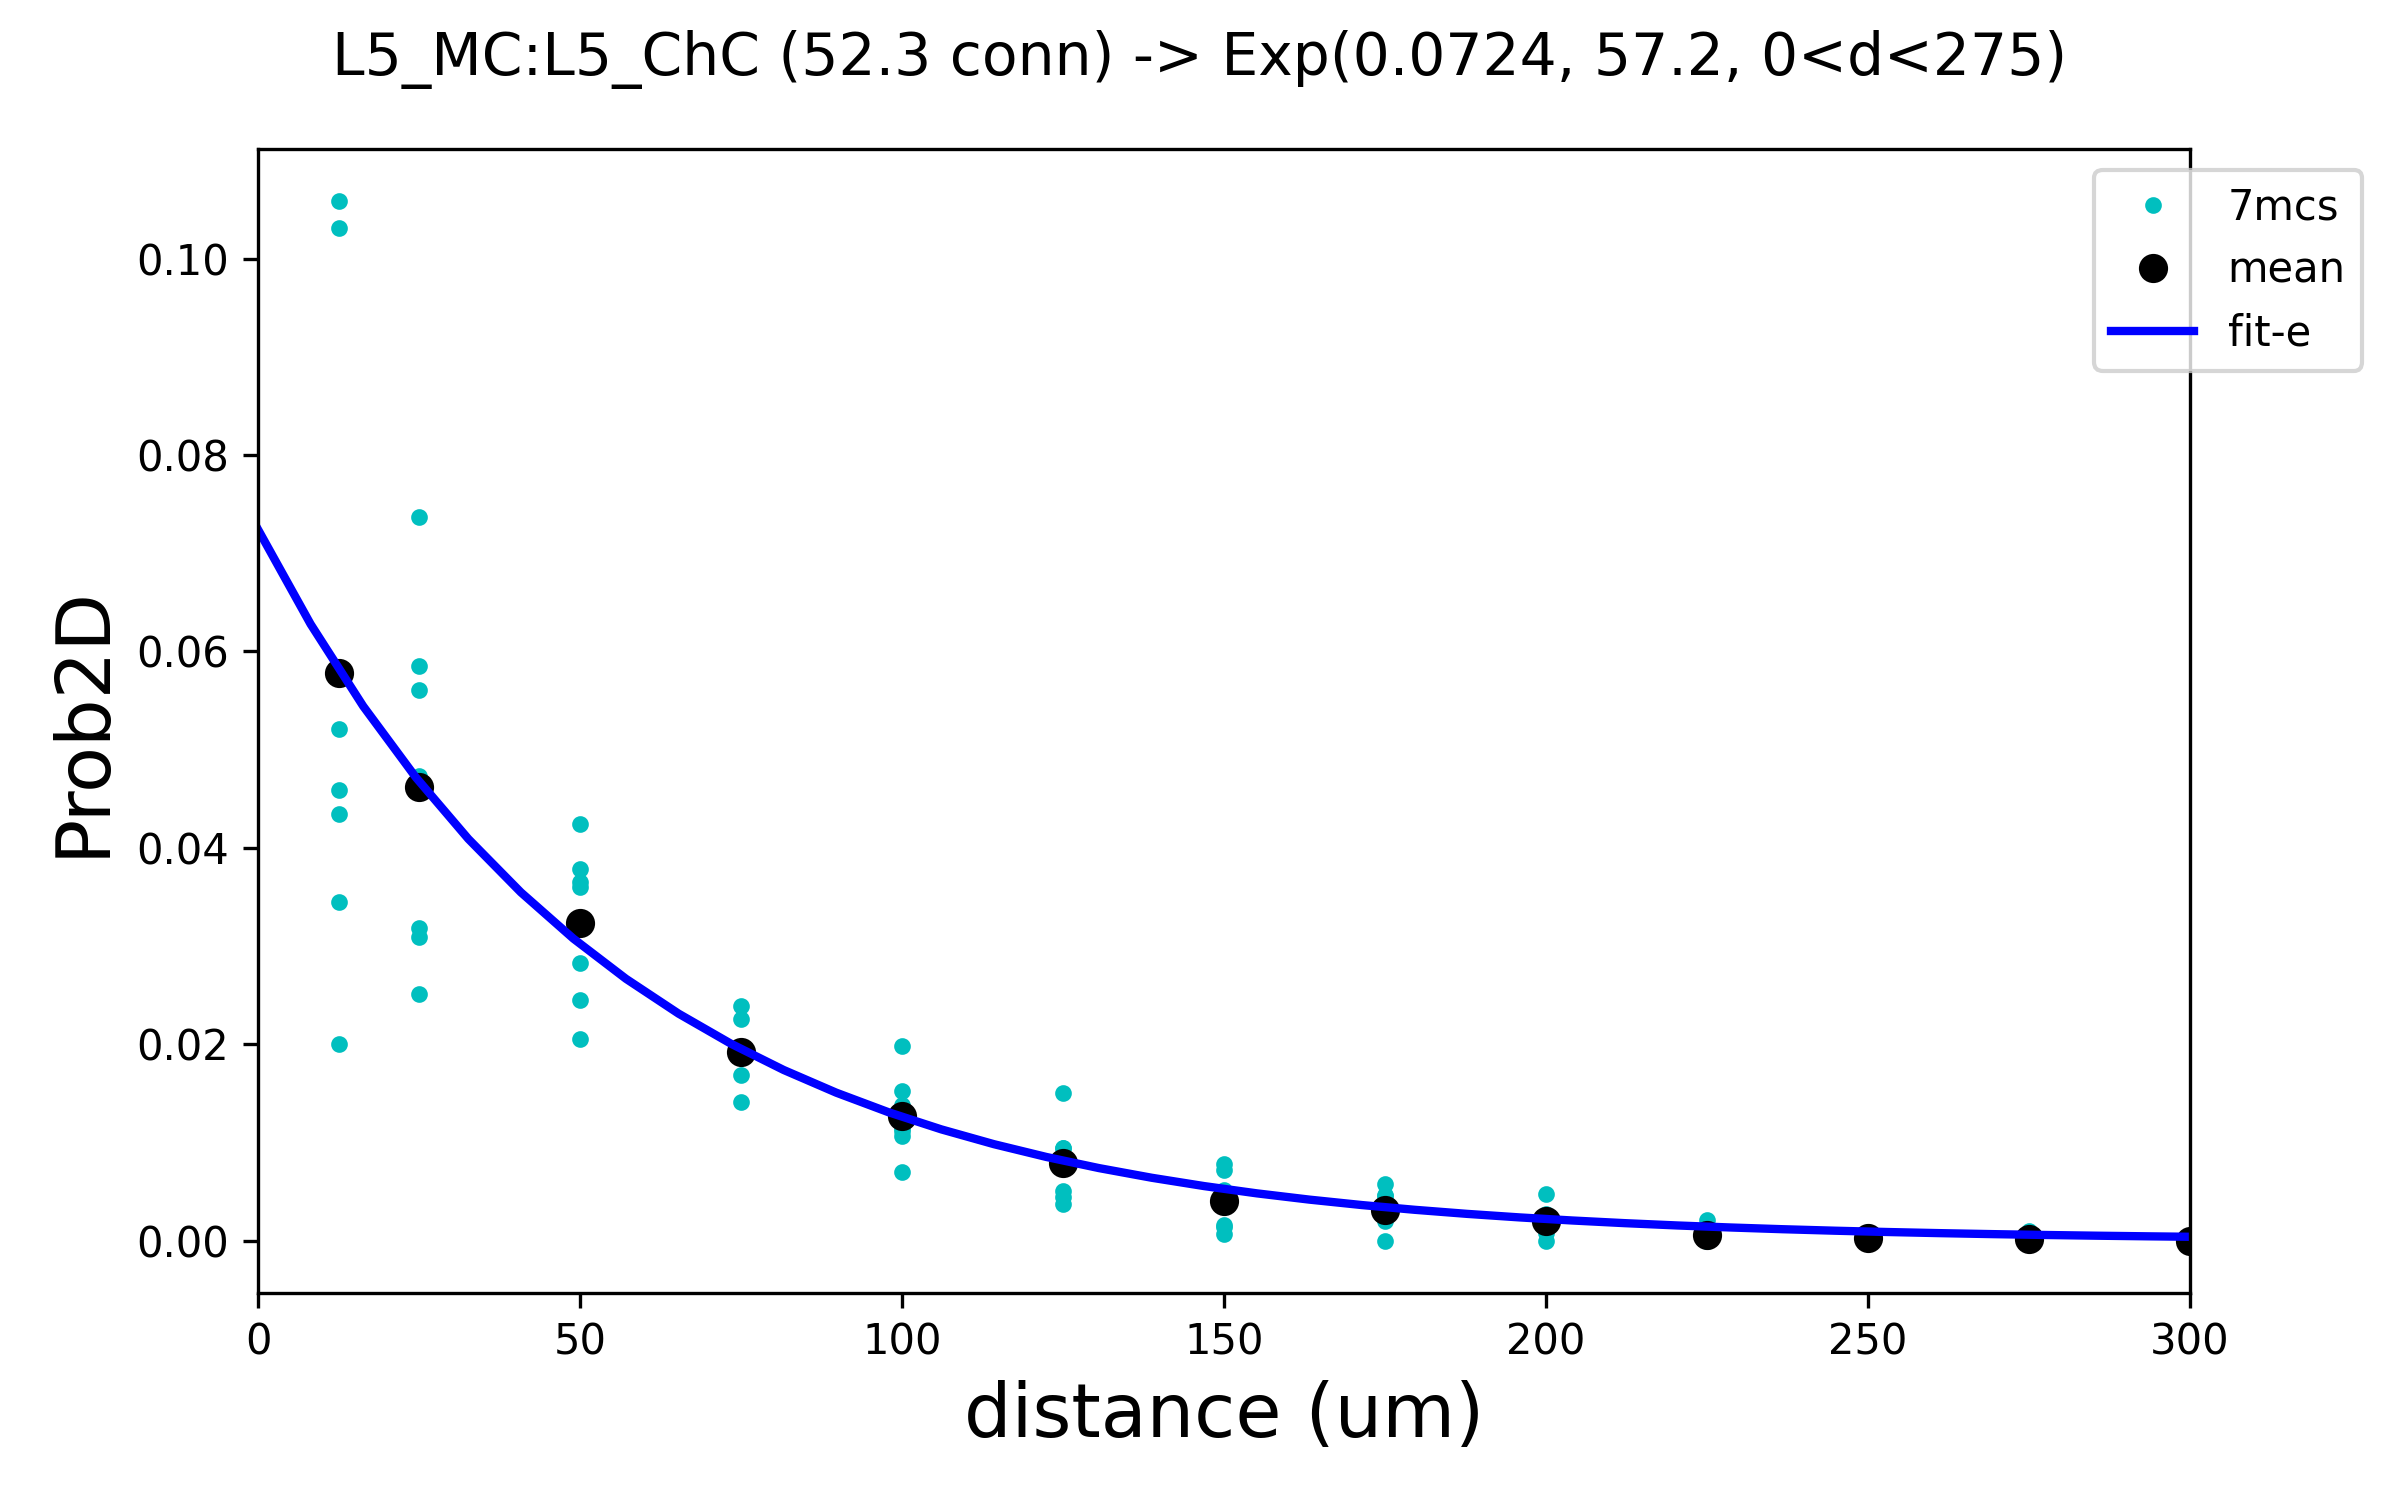 L5_MC:L5_ChC (52.3 conn) -> Exp(0.0724, 57.2, 0<d<275)
7mcs
mean
fit-e
Prob2D
0.10
0.08
0.06
0.04
0.02
0.00
0 50 100 150 200 250 300
distance (um)